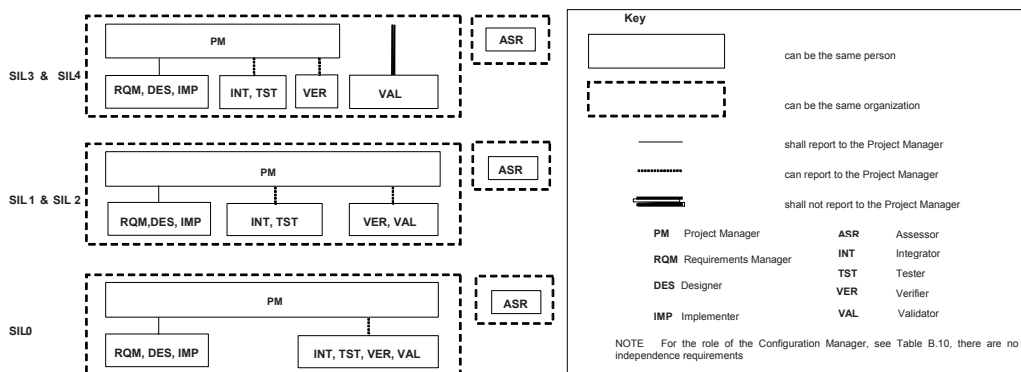 PM
ASR
SIL3 & SIL4
RQM, DES, IMP
INT, TST
VER
VAL
PM
ASR
SIL1 & SIL 2
RQM,DES, IMP
INT, TST
VER, VAL
PM
ASR
SIL0
RQM, DES, IMP
INT, TST, VER, VAL
Key
can be the same person
can be the same organization
shall report to the Project Manager
can report to the Project Manager
shall not report to the Project Manager
PM Project Manager
ASR Assessor
RQM Requirements Manager
INT Integrator
TST Tester
DES Designer
VER Verifier
IMP Implementer
VAL Validator
NOTE For the role of the Configuration Manager, see Table B.10, there are no
independence requirements